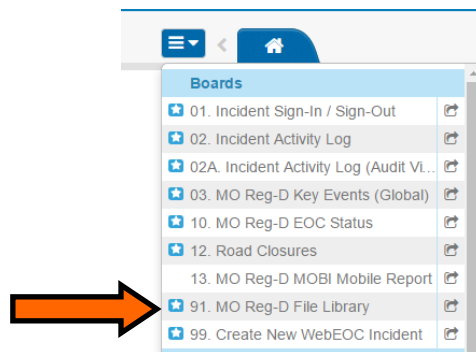 Boards
01. Incident Sign-In / Sign-Out
02. Incident Activity Log
02A. Incident Activity Log (Audit Vi...
03. MO Reg-D Key Events (Global)
10. MO Reg-D EOC Status
12. Road Closures
13. MO Reg-D MOBI Mobile Report
91. MO Reg-D File Library
99. Create New WebEOC Incident